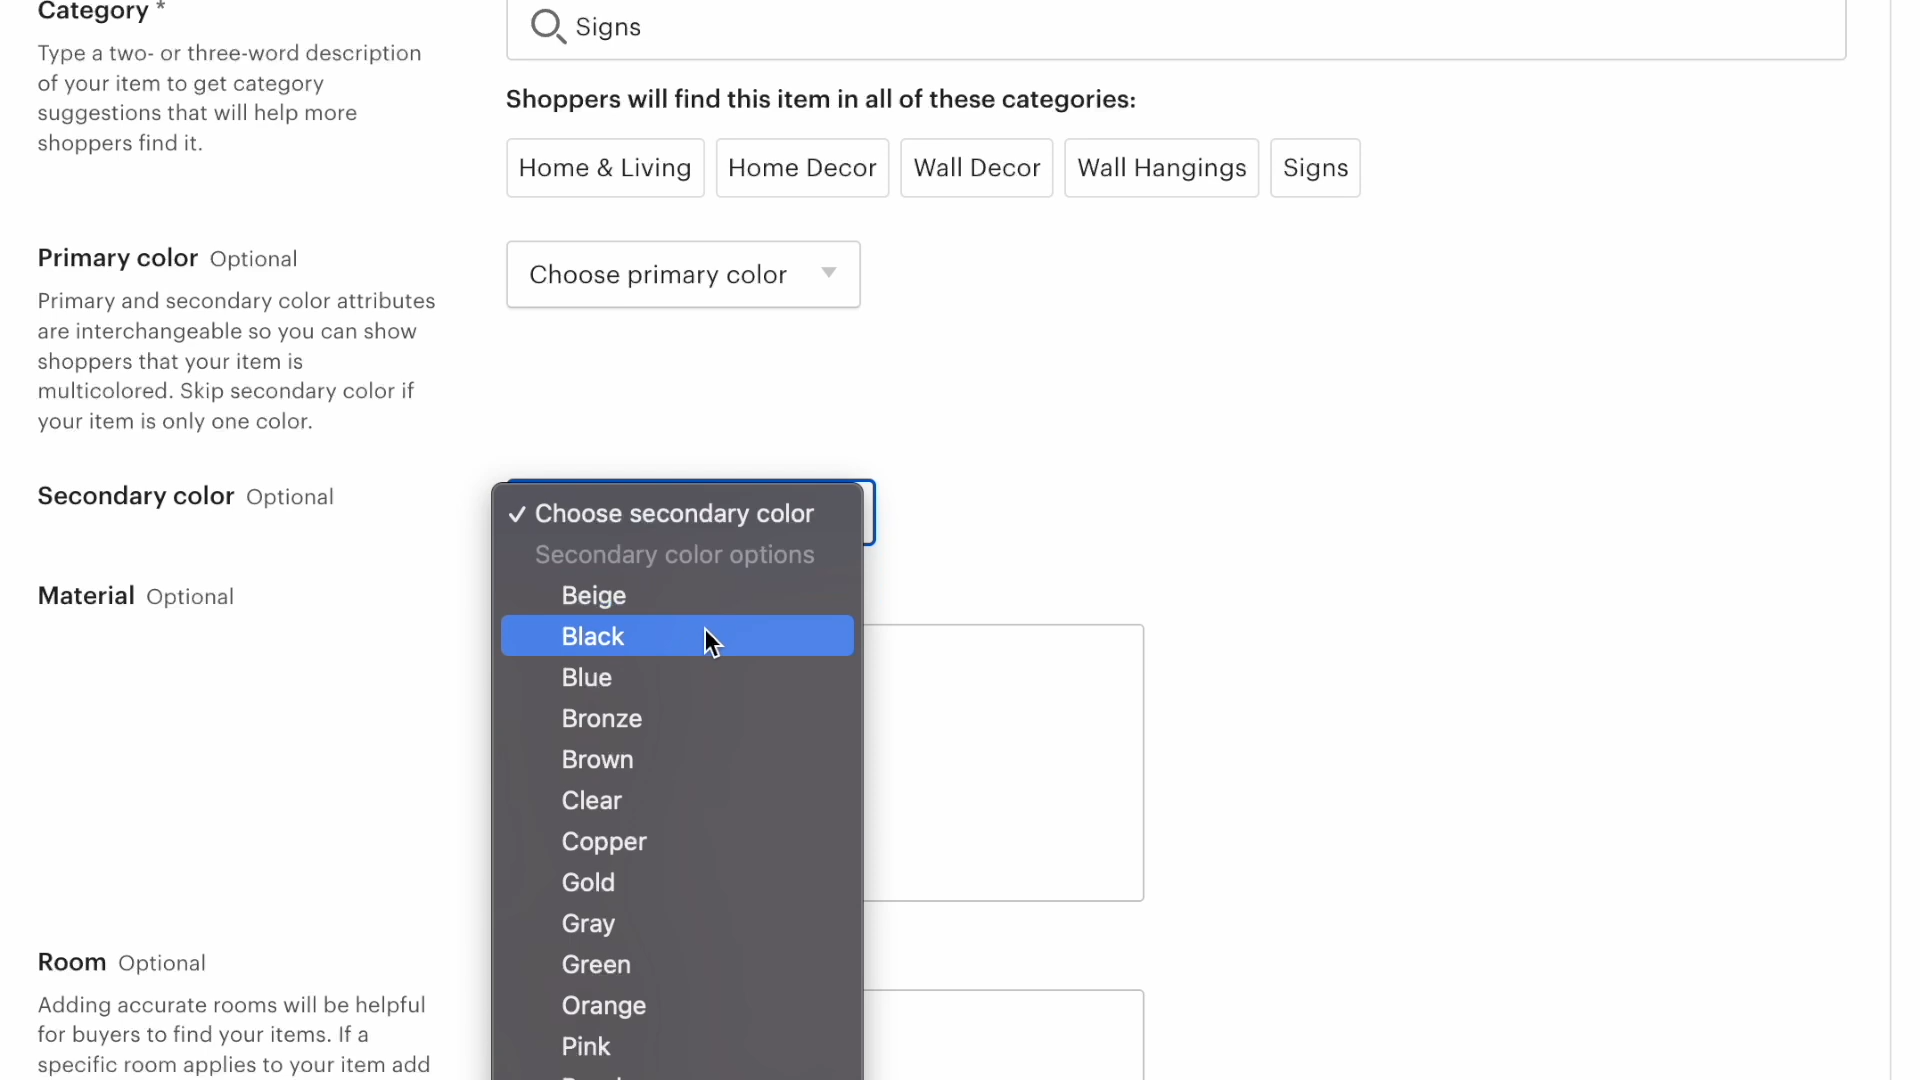 Category *
Type a two- or three-word description
of your item to get category
suggestions that will help more
shoppers find it.
Signs
Shoppers will find this item in all of these categories:
Home & Living
Home Decor
Wall Decor
Wall Hangings
Signs
Primary color Optional
Primary and secondary color attributes
are interchangeable so you can show
shoppers that your item is
multicolored. Skip secondary color if
your item is only one color.
Choose primary color
Secondary color Optional
✓ Choose secondary color
Secondary color options
Beige
Black
Blue
Bronze
Brown
Clear
Copper
Gold
Gray
Green
Orange
Pink
Material Optional
Room Optional
Adding accurate rooms will be helpful
for buyers to find your items. If a
specific room applies to your item add